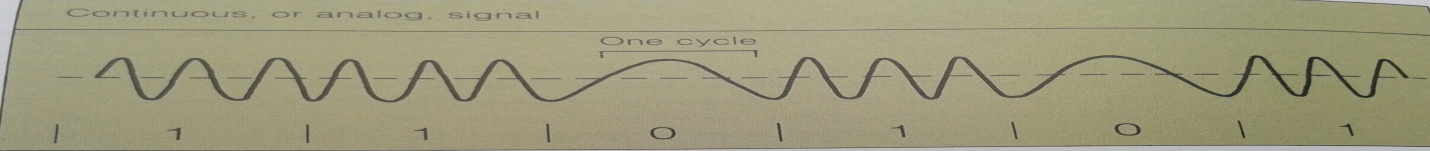 Continuous, or analog, signal
One cycle
| 1 | 1 | 0 | 1 | 0 | 1